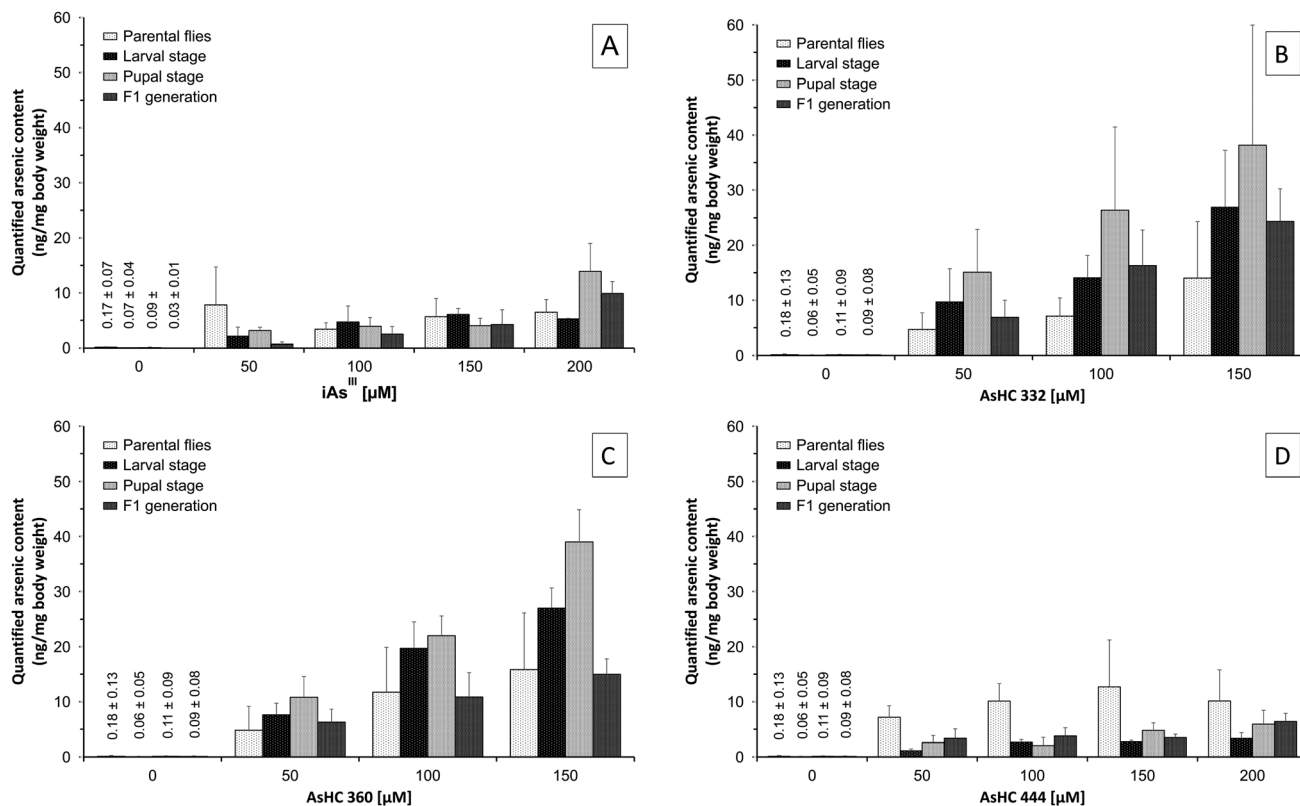 A
Quantified arsenic content
(ng/mg body weight)
60
50
40
30
20
10
0
Parental flies
Larval stage
Pupal stage
F1 generation
0.17 ± 0.07
0.07 ± 0.04
0.09 ±
0.03 ± 0.01
0 50 100 150 200
iAsᴵᴵᴵ [µM]
B
Quantified arsenic content
(ng/mg body weight)
60
50
40
30
20
10
0
Parental flies
Larval stage
Pupal stage
F1 generation
0.18 ± 0.13
0.06 ± 0.05
0.11 ± 0.09
0.09 ± 0.08
0 50 100 150
AsHC 332 [µM]
C
Quantified arsenic content
(ng/mg body weight)
60
50
40
30
20
10
0
Parental flies
Larval stage
Pupal stage
F1 generation
0.18 ± 0.13
0.06 ± 0.05
0.11 ± 0.09
0.09 ± 0.08
0 50 100 150
AsHC 360 [µM]
D
Quantified arsenic content
(ng/mg body weight)
60
50
40
30
20
10
0
Parental flies
Larval stage
Pupal stage
F1 generation
0.18 ± 0.13
0.06 ± 0.05
0.11 ± 0.09
0.09 ± 0.08
0 50 100 150 200
AsHC 444 [µM]